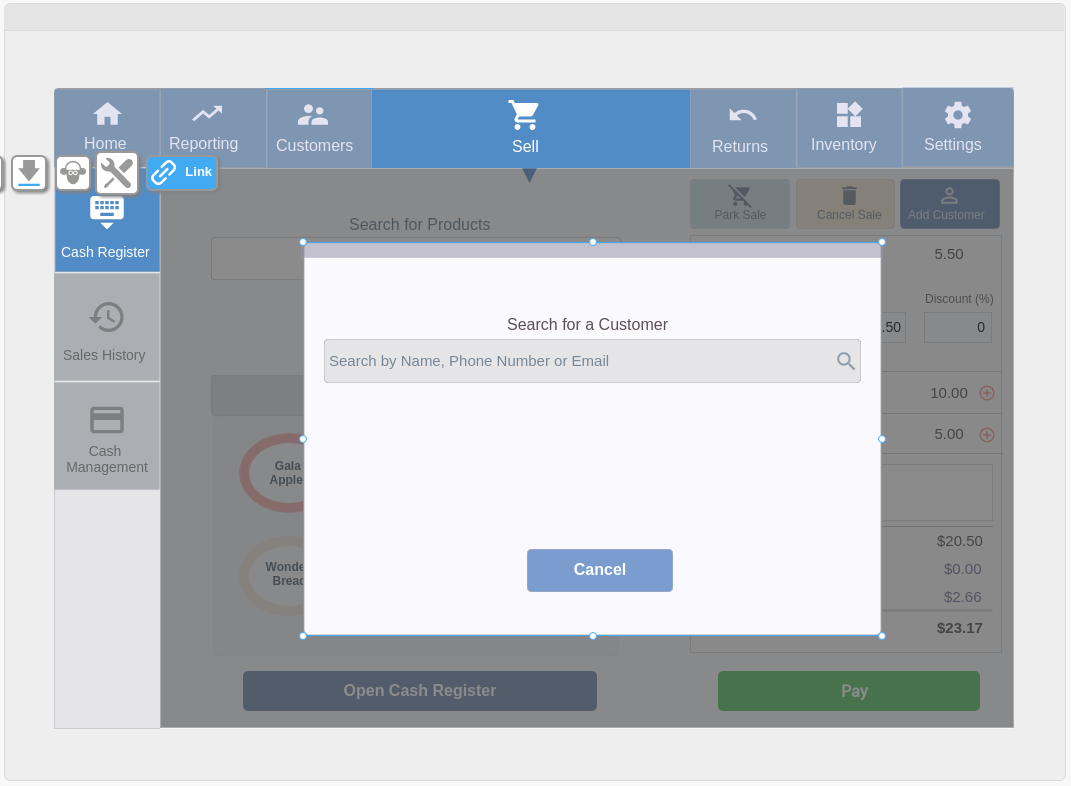 Home
Reporting
Customers
Sell
Returns
Inventory
Settings
Link
Cash Register
Sales History
Cash
Management
Search for Products
Park Sale
Cancel Sale
Add Customer
5.50
Discount (%)
.50
0
10.00
5.00
Search for a Customer
Search by Name, Phone Number or Email
Gala
Apple
Wonde
Bread
Cancel
$20.50
$0.00
$2.66
$23.17
Open Cash Register
Pay